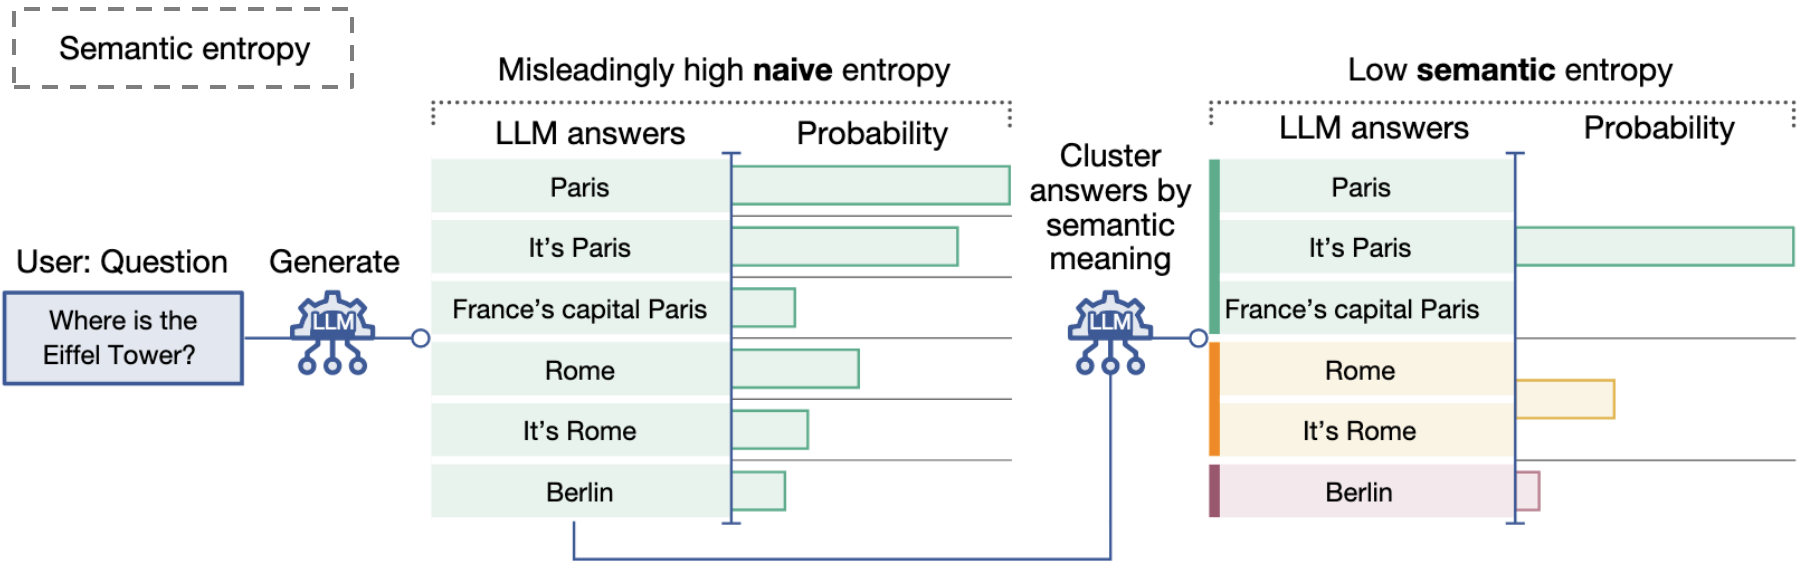 Semantic entropy
Misleadingly high naive entropy
LLM answers
Probability
Paris
It's Paris
France's capital Paris
Rome
It's Rome
Berlin
User: Question
Where is the
Eiffel Tower?
Generate
LLM
Cluster
answers by
semantic
meaning
LLM
Low semantic entropy
LLM answers
Probability
Paris
It's Paris
France's capital Paris
Rome
It's Rome
Berlin